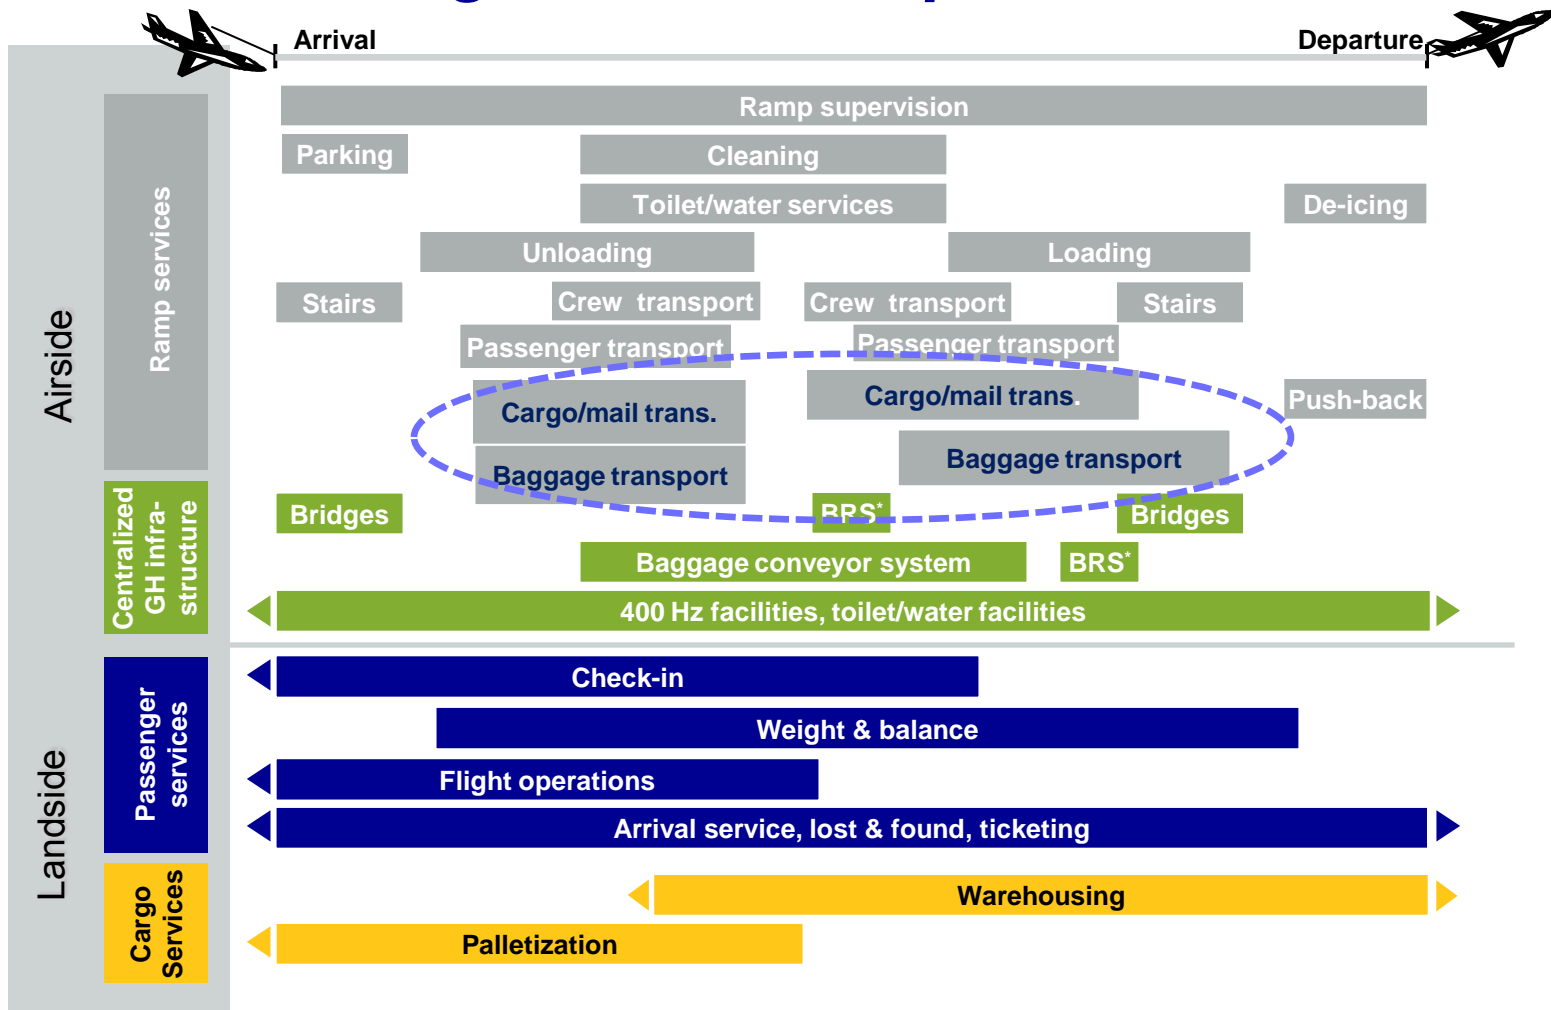 Arrival
Departure
Ramp supervision
Parking
Cleaning
Toilet/water services
De-icing
Unloading
Loading
Stairs
Crew transport
Crew transport
Stairs
Passenger transport
Passenger transport
Cargo/mail trans.
Cargo/mail trans.
Push-back
Baggage transport
Baggage transport
Bridges
BRS*
Bridges
Baggage conveyor system
BRS*
400 Hz facilities, toilet/water facilities
Check-in
Weight & balance
Flight operations
Arrival service, lost & found, ticketing
Warehousing
Palletization
Airside
Landside
Ramp services
Centralized
GH infra-
structure
Passenger
services
Cargo
Services